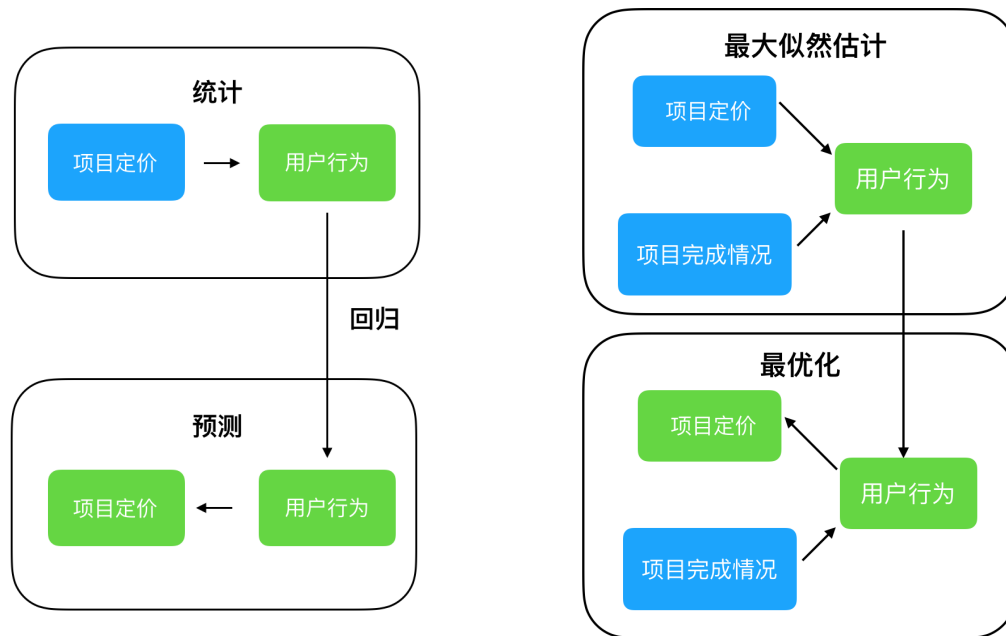 统计
项目定价
用户行为
回归
预测
项目定价
用户行为
最大似然估计
项目定价
用户行为
项目完成情况
最优化
项目定价
用户行为
项目完成情况